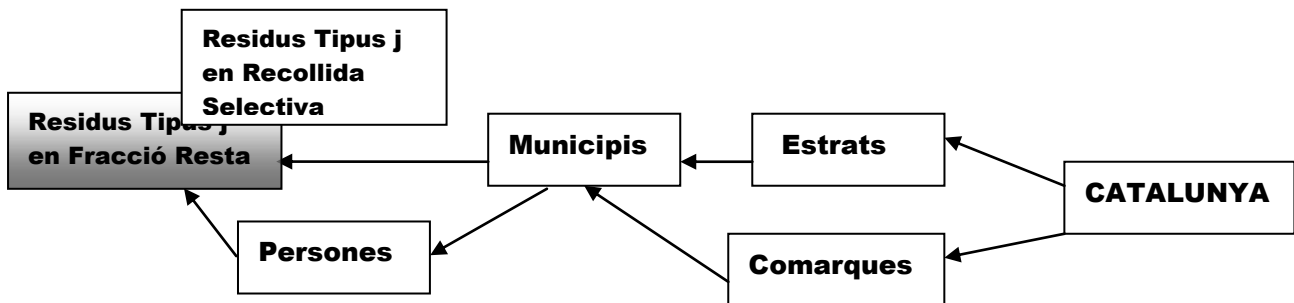 Residus Tipus j
en Recollida
Selectiva
Residus Tipus j
en Fracció Resta
Municipis
Estrats
CATALUNYA
Persones
Comarques